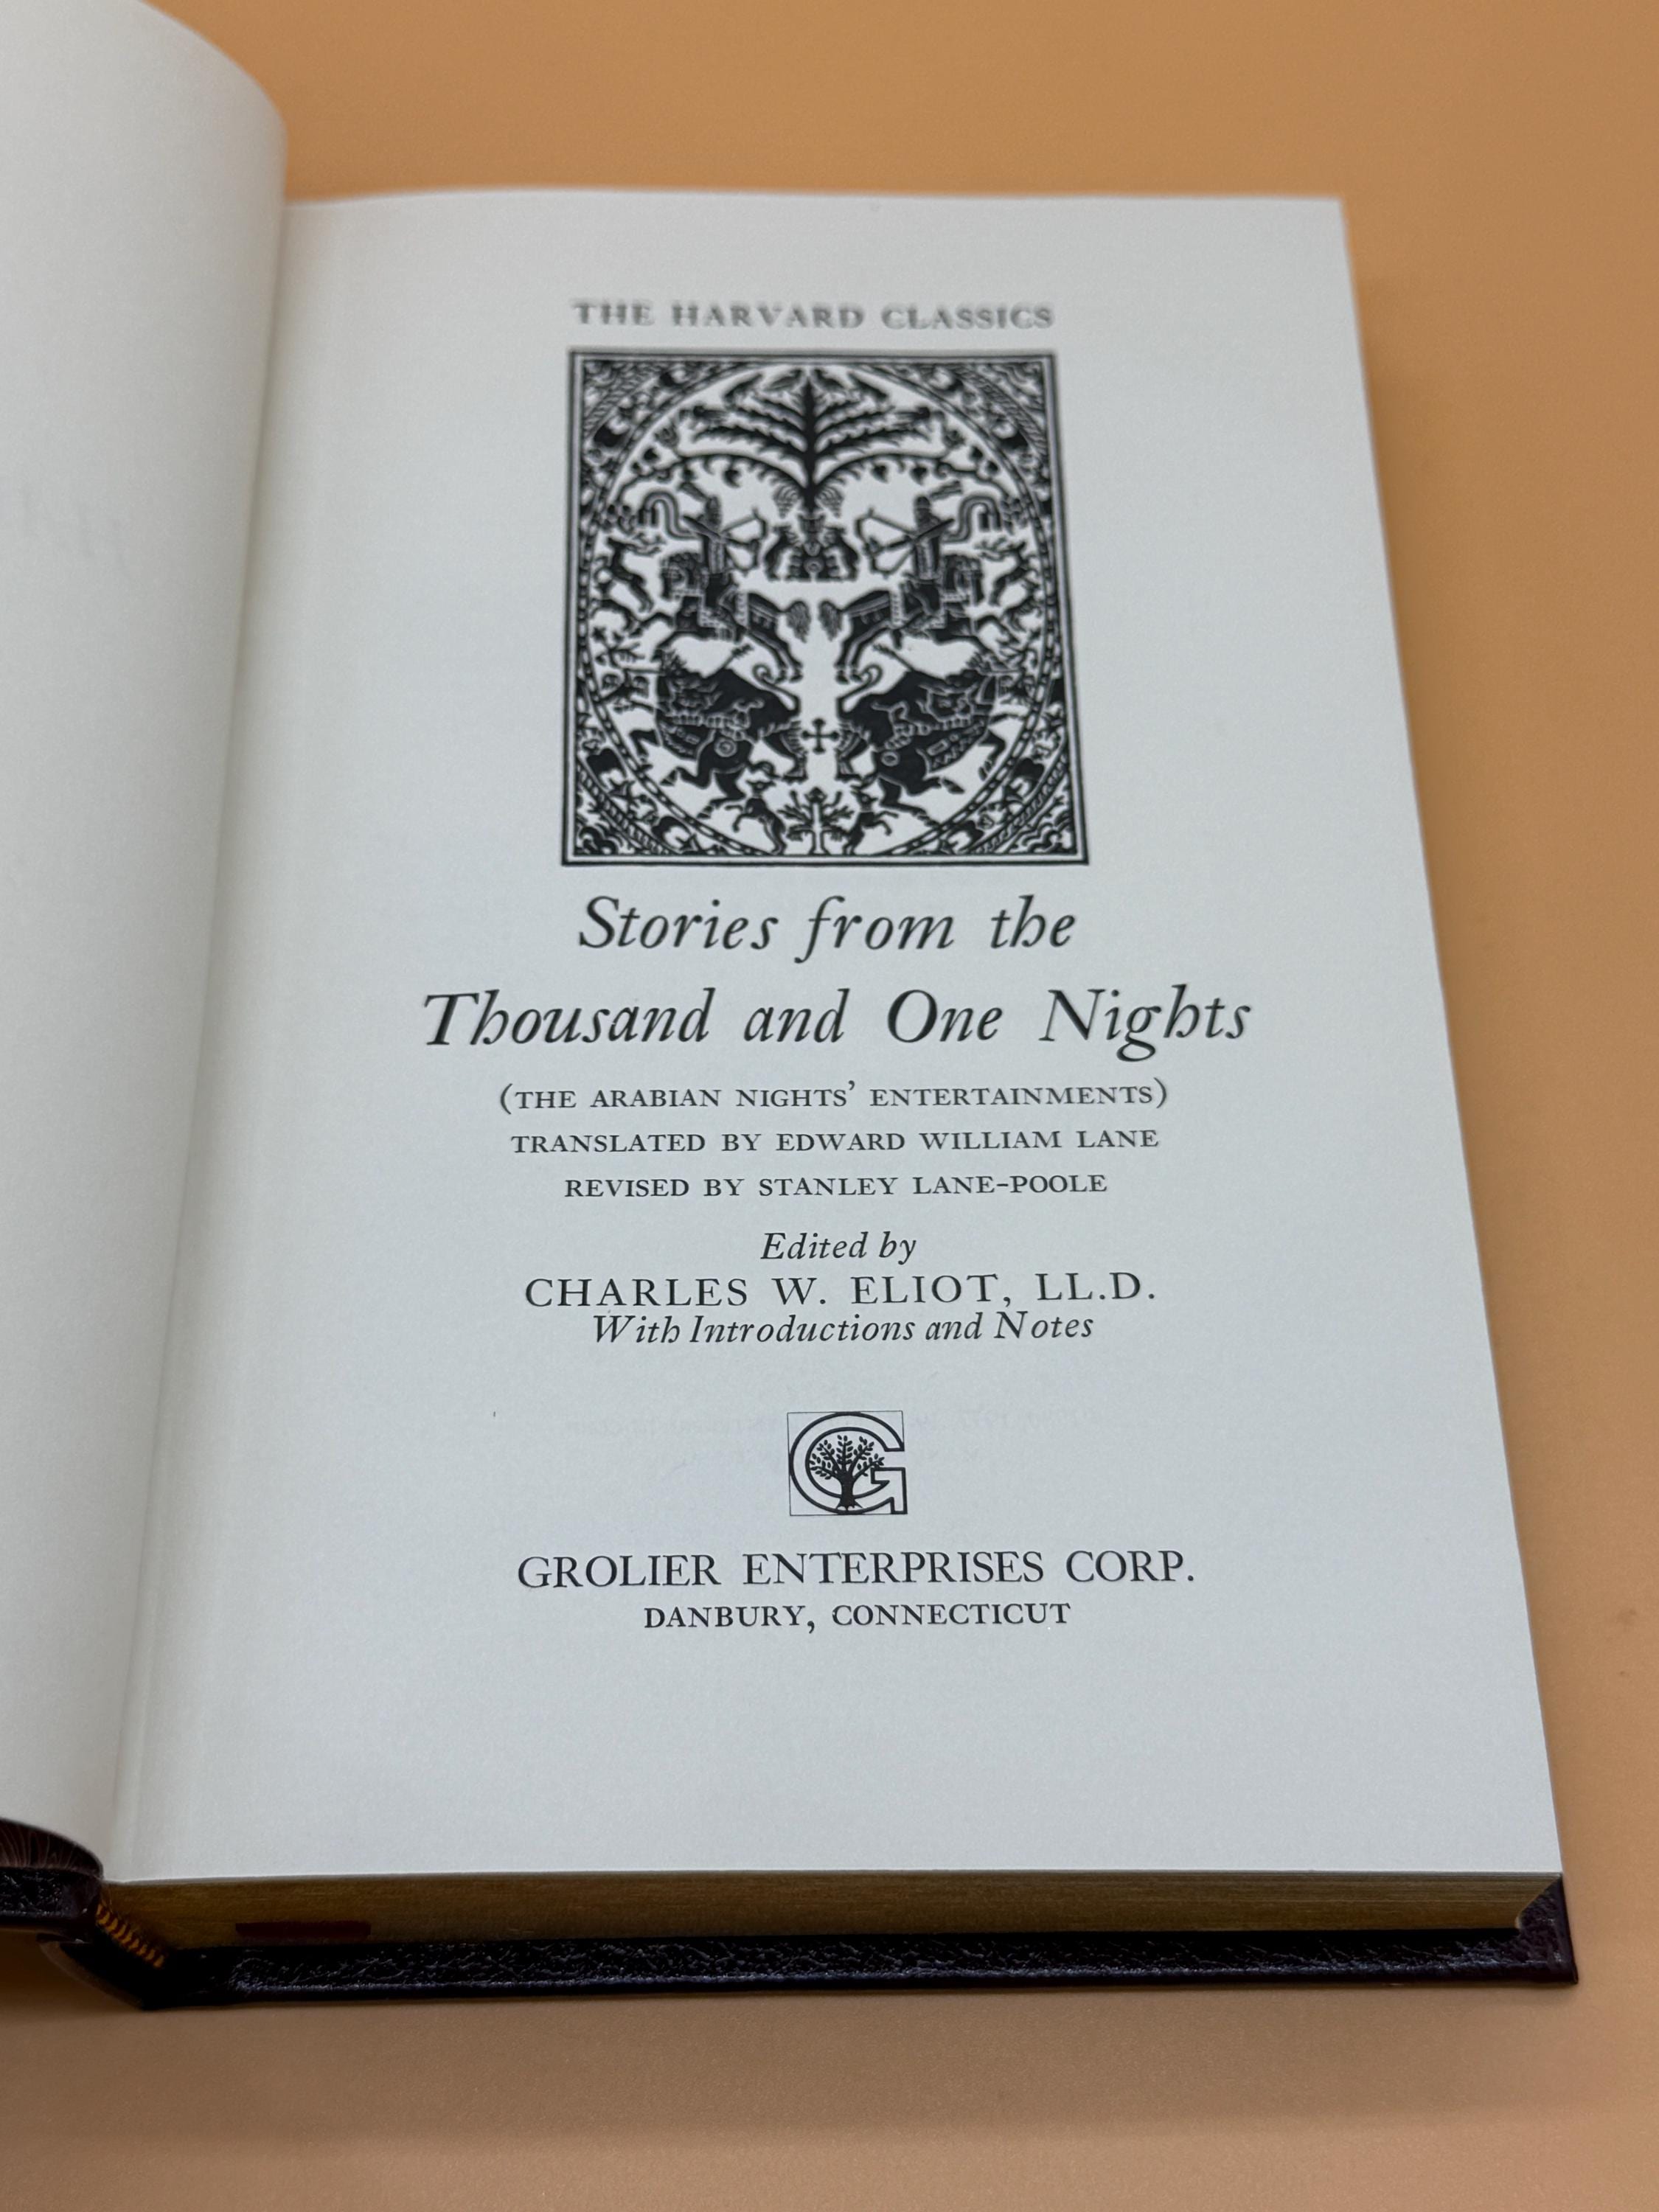 THE HARVARD CLASSICS
Stories from the
Thousand and One Nights
(THE ARABIAN NIGHTS' ENTERTAINMENTS)
TRANSLATED BY EDWARD WILLIAM LANE
REVISED BY STANLEY LANE-POOLE
Edited by
CHARLES W. ELIOT, LL.D.
With Introductions and Notes
G
GROLIER ENTERPRISES CORP.
DANBURY, CONNECTICUT